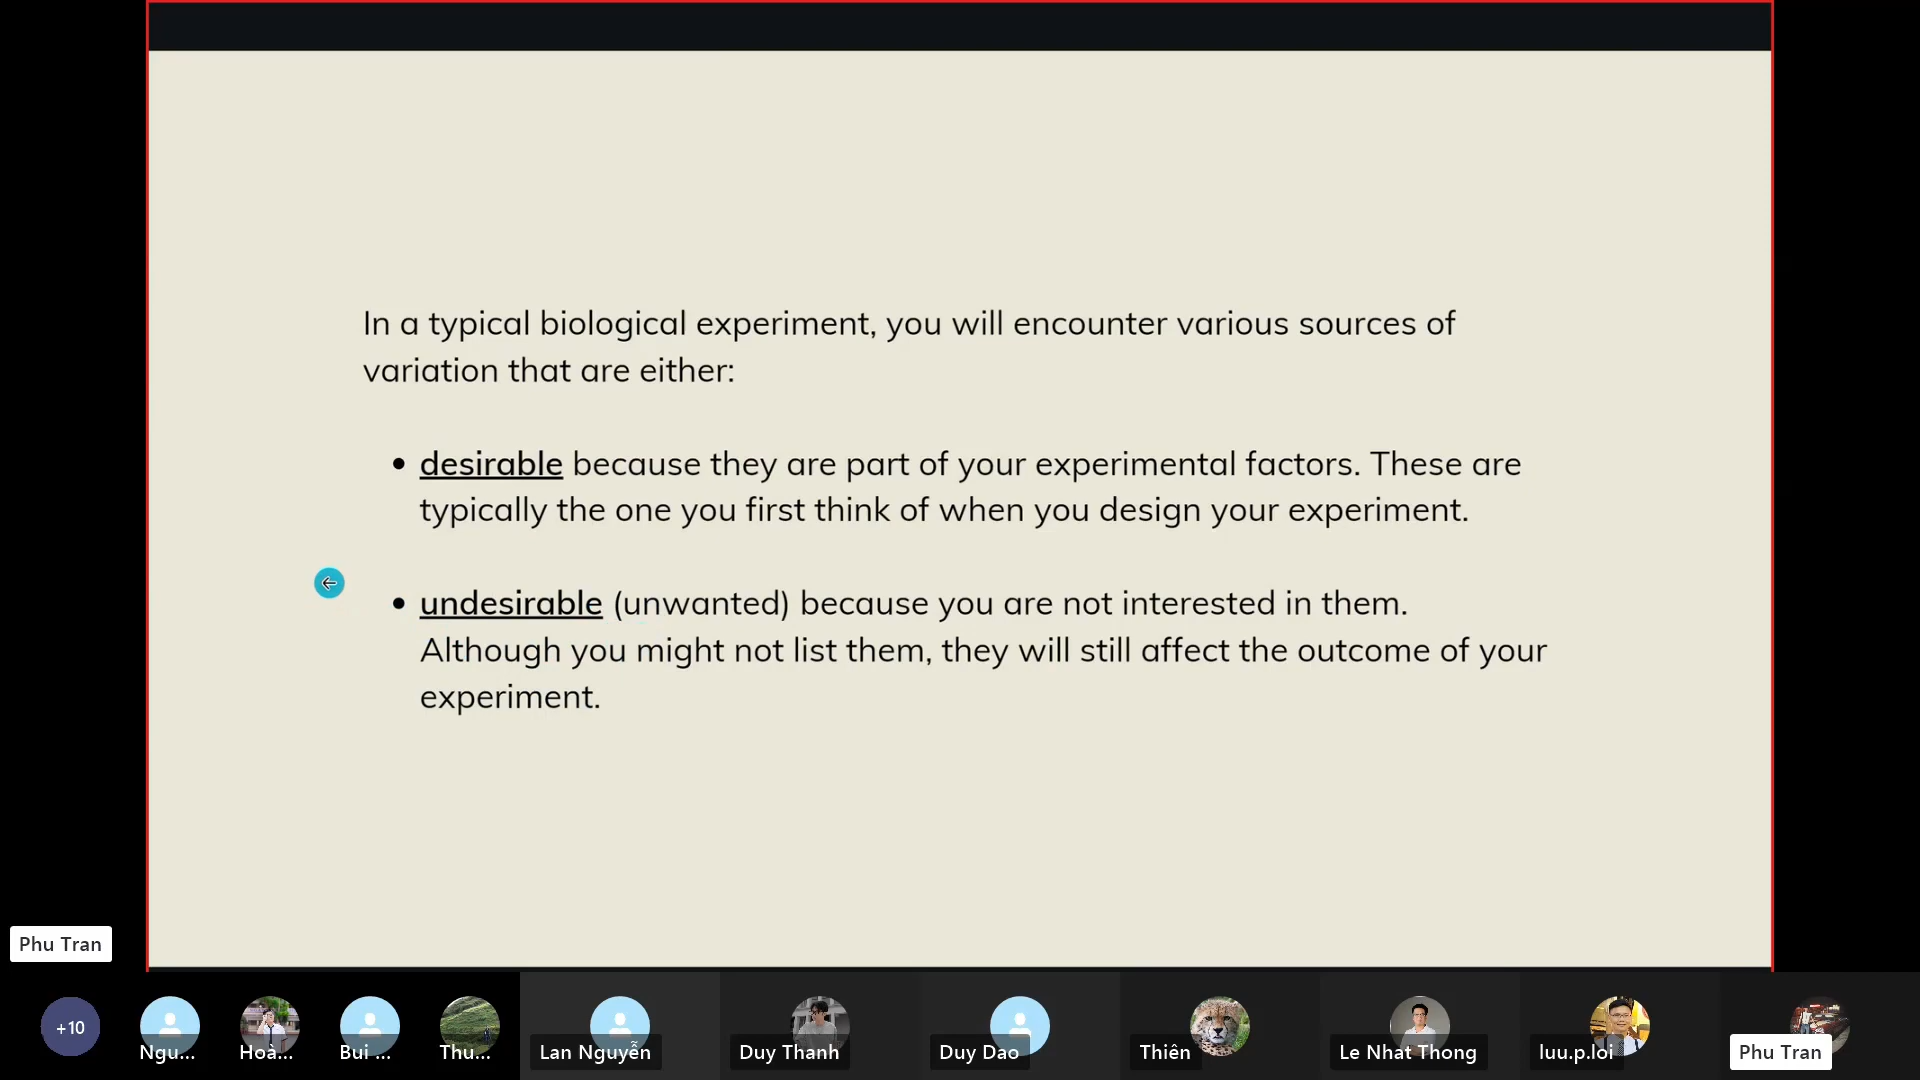 In a typical biological experiment, you will encounter various sources of
variation that are either:
desirable because they are part of your experimental factors. These are
typically the one you first think of when you design your experiment.
undesirable (unwanted) because you are not interested in them.
Although you might not list them, they will still affect the outcome of your
experiment.
Phu Tran
+10
Ngu...
Hoà...
Bui ...
Thu...
Lan Nguyễn
Duy Thanh
Duy Dao
Thiên
Le Nhat Thong
luu.p.loi
Phu Tran